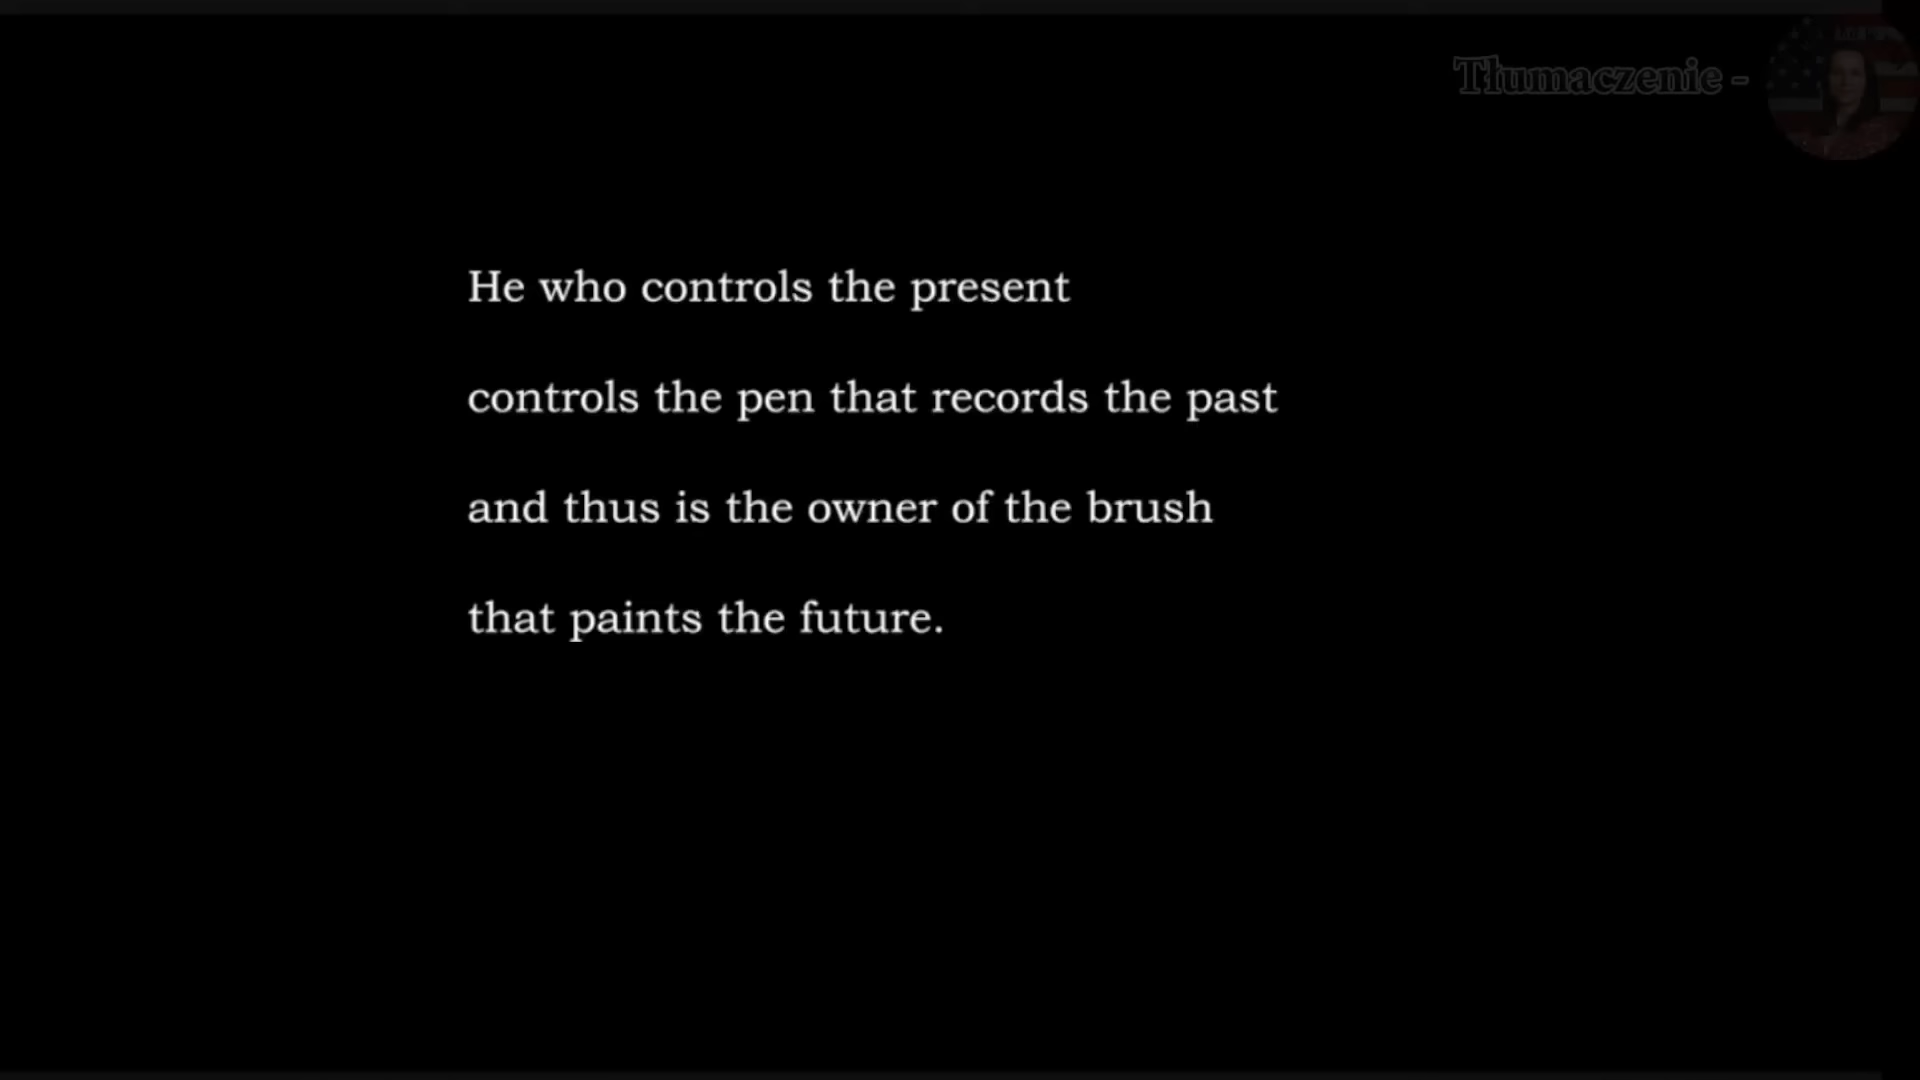 Tłumaczenie -
He who controls the present
controls the pen that records the past
and thus is the owner of the brush
that paints the future.